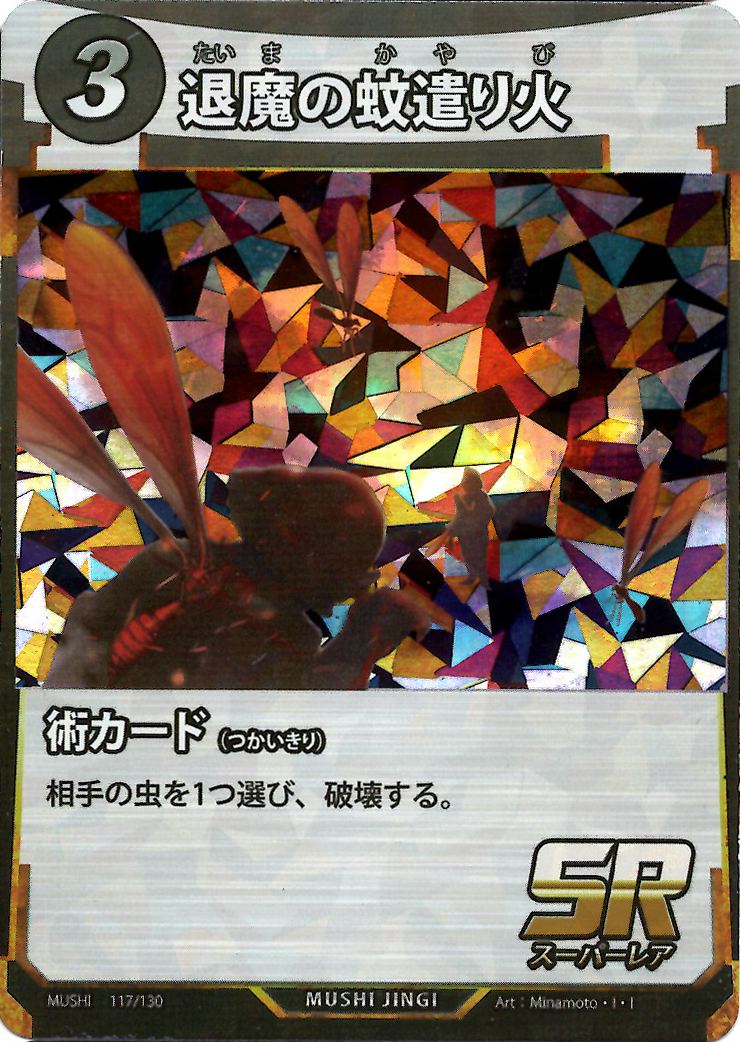 3
たいま かやび
退魔の蚊遣り火
術カード (つかいきり)
相手の虫を1つ選び、破壊する。
SR
スーパーレア
MUSHI 117/130
MUSHI JINGI
Art : Minamoto・I・I